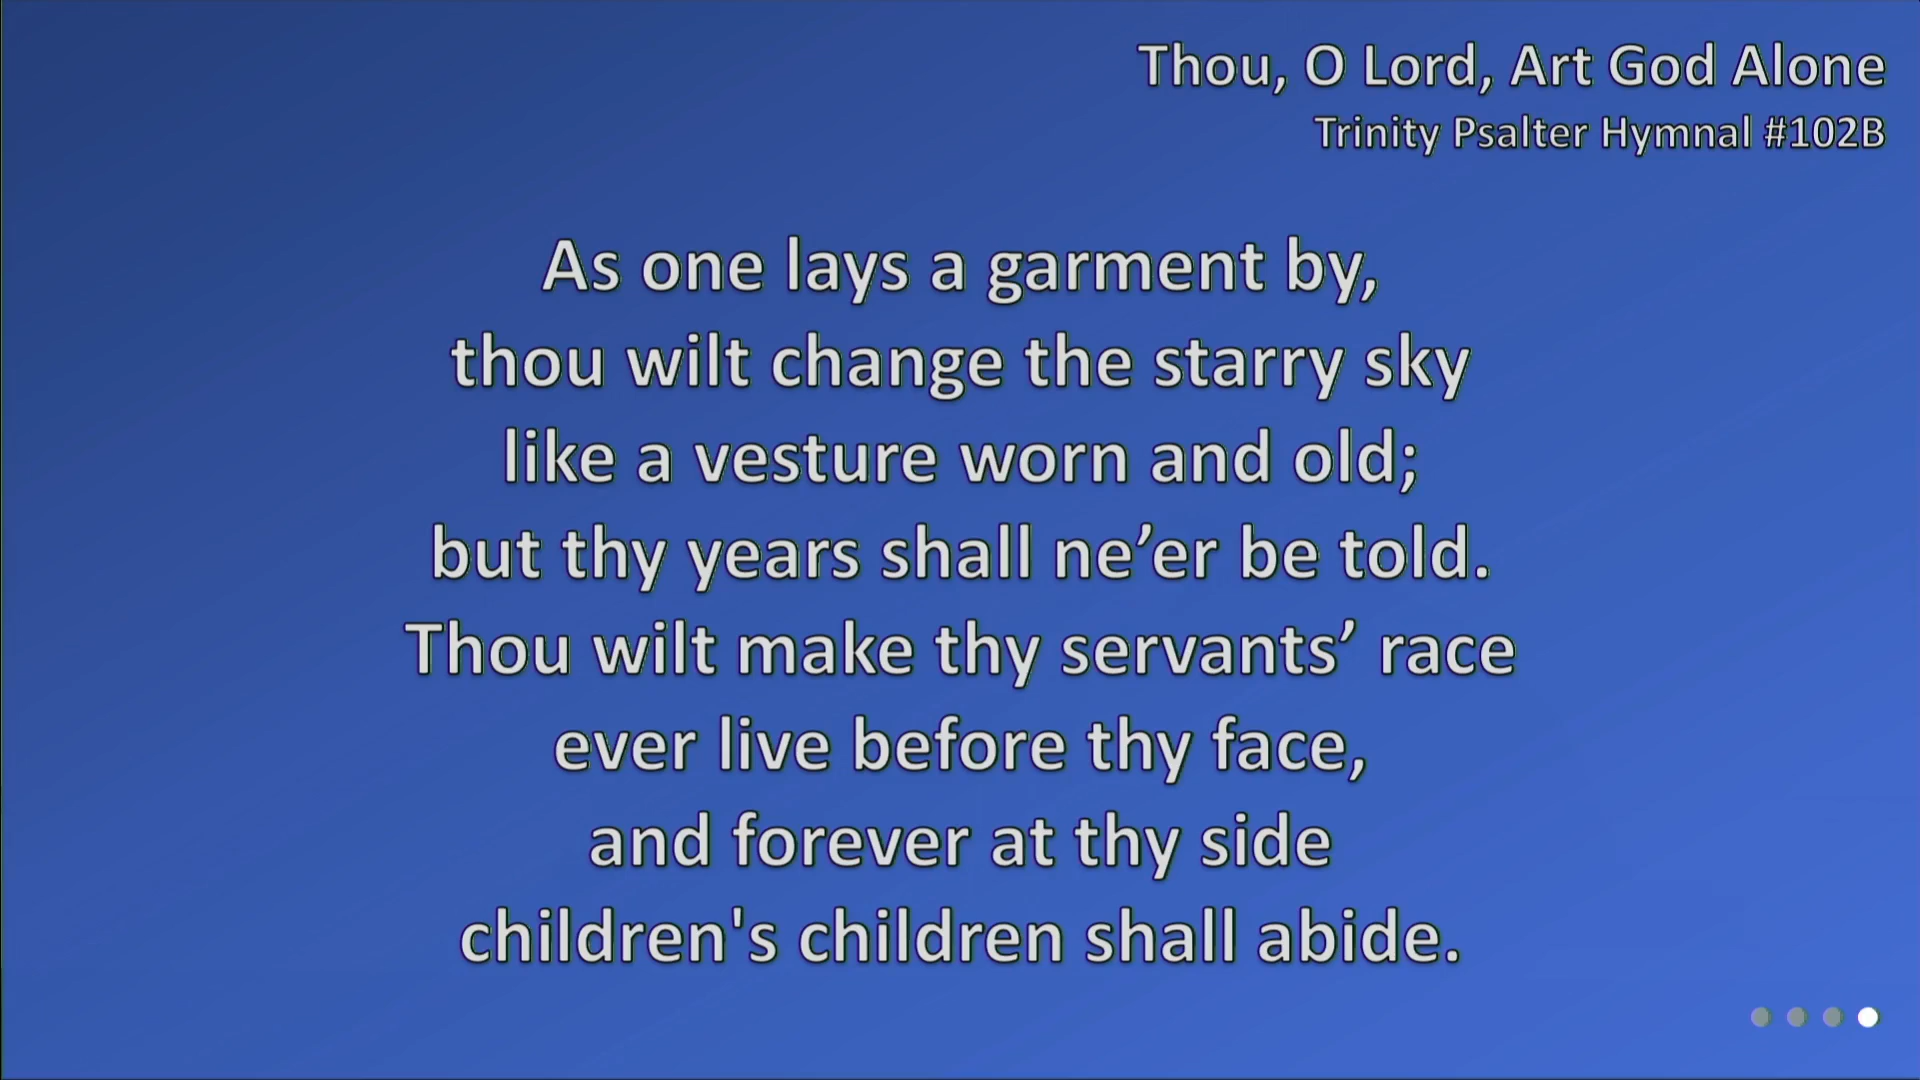 Thou, O Lord, Art God Alone
Trinity Psalter Hymnal #102B
As one lays a garment by,
thou wilt change the starry sky
like a vesture worn and old;
but thy years shall ne’er be told.
Thou wilt make thy servants’ race
ever live before thy face,
and forever at thy side
children's children shall abide.